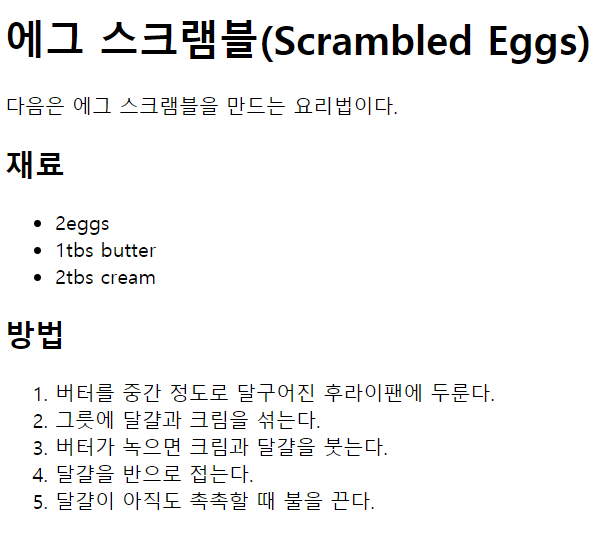 에그 스크램블(Scrambled Eggs)
다음은 에그 스크램블을 만드는 요리법이다.
재료
• 2eggs
• 1tbs butter
• 2tbs cream
방법
1. 버터를 중간 정도로 달구어진 후라이팬에 두룬다.
2. 그릇에 달걀과 크림을 섞는다.
3. 버터가 녹으면 크림과 달걀을 붓는다.
4. 달걀을 반으로 접는다.
5. 달걀이 아직도 촉촉할 때 불을 끈다.